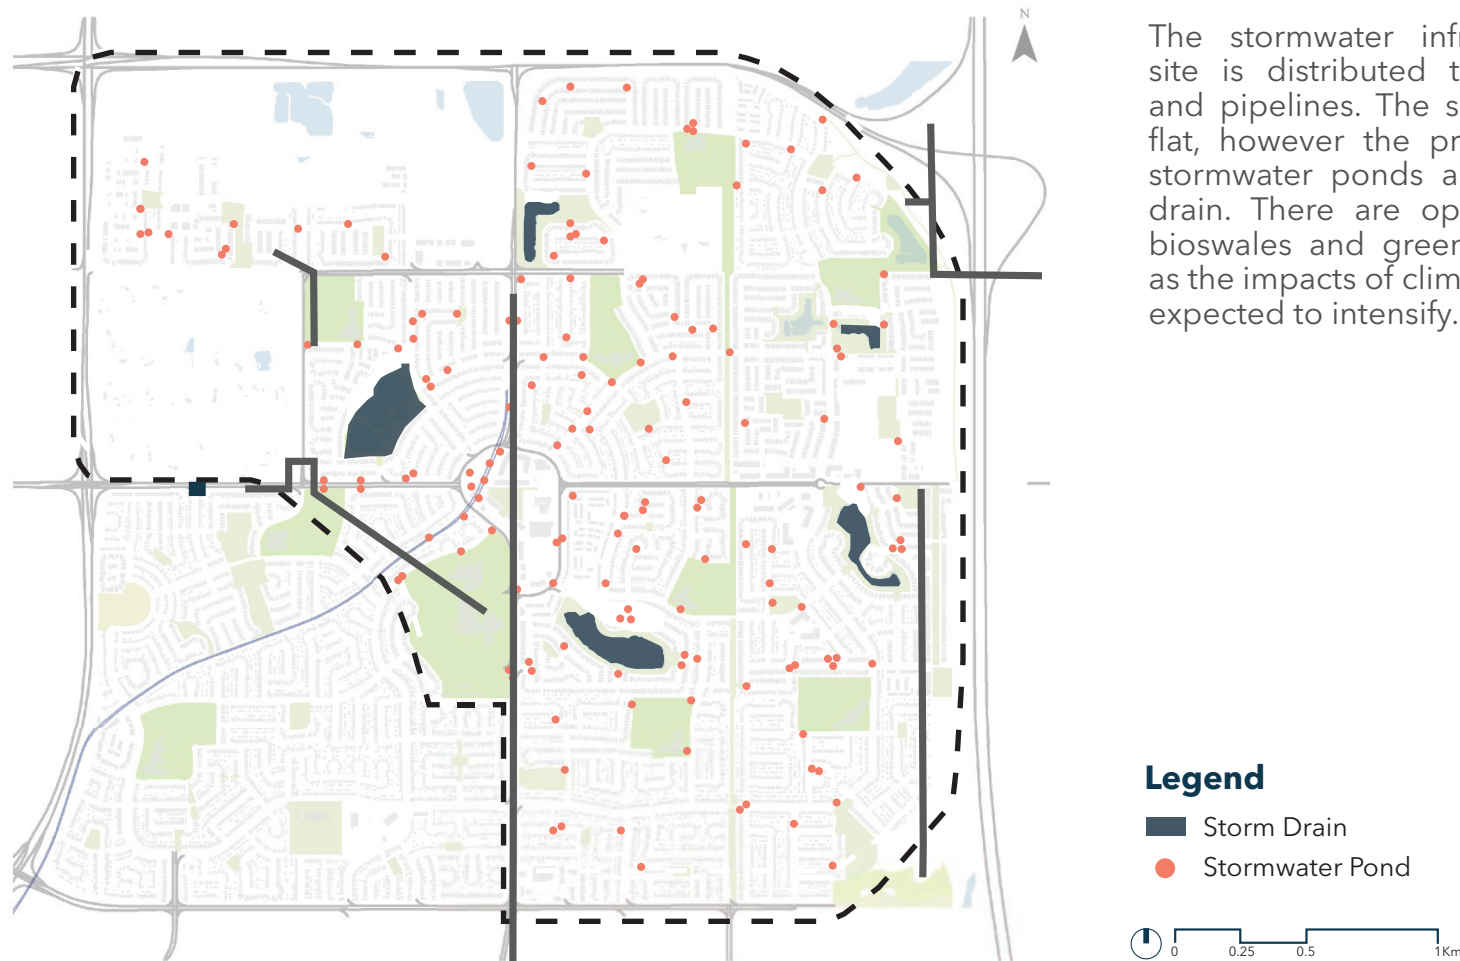 N
The stormwater infr
site is distributed t
and pipelines. The s
flat, however the pr
stormwater ponds a
drain. There are op
bioswales and green
as the impacts of clim
expected to intensify.
Legend
Storm Drain
Stormwater Pond
0 0.25 0.5 1Km